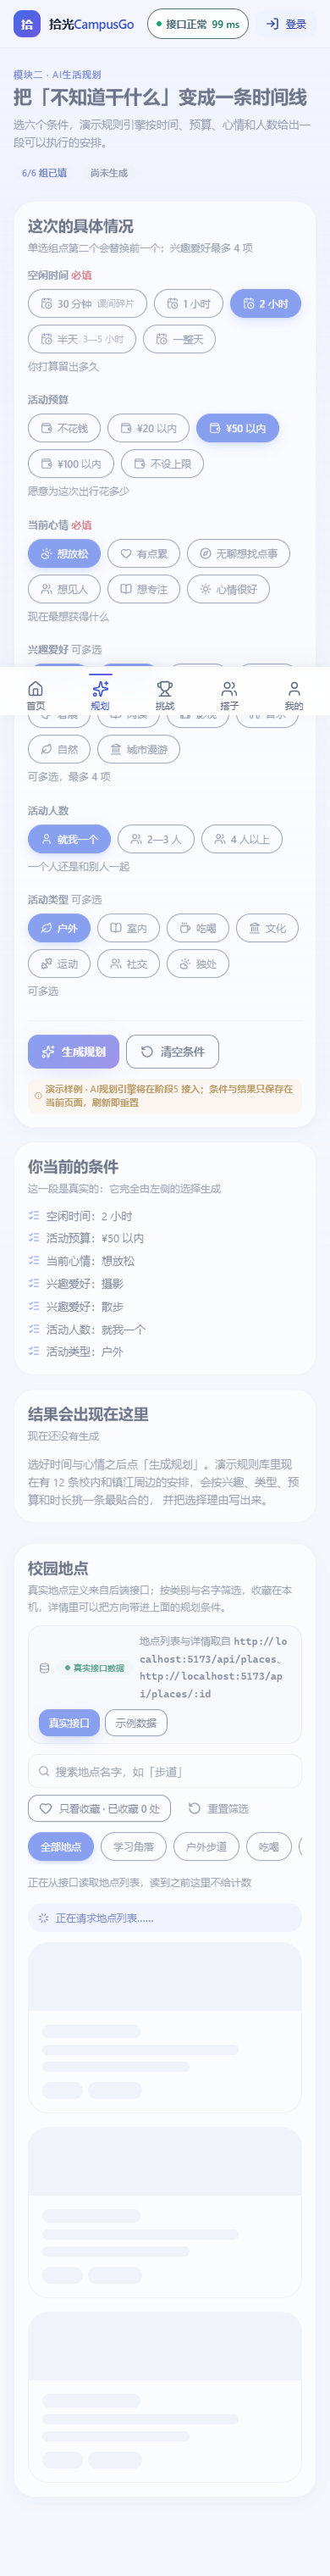 拾 拾光CampusGo 接口正常 99 ms 登录
模块二 · AI生活规划
把「不知道干什么」变成一条时间线
选六个条件，演示规则引擎按时间、预算、心情和人数给出一
段可以执行的安排。
6/6 组已填 尚未生成
这次的具体情况
单选组点第二个会替换前一个；兴趣爱好最多 4 项
空闲时间 必填
30 分钟 课间碎片 1 小时 2 小时
半天 3—5 小时 一整天
你打算留出多久
活动预算
不花钱 ¥20 以内 ¥50 以内
¥100 以内 不设上限
愿意为这次出行花多少
当前心情 必填
想放松 有点累 无聊想找点事
想见人 想专注 心情很好
现在最想获得什么
兴趣爱好 可多选
首页 规划 挑战 搭子 我的
自然 城市漫游
可多选，最多 4 项
活动人数
就我一个 2—3 人 4 人以上
一个人还是和别人一起
活动类型 可多选
户外 室内 吃喝 文化
运动 社交 独处
可多选
生成规划 清空条件
演示样例 · AI规划引擎将在阶段5 接入；条件与结果只保存在
当前页面，刷新即重置
你当前的条件
这一段是真实的：它完全由左侧的选择生成
空闲时间：2 小时
活动预算：¥50 以内
当前心情：想放松
兴趣爱好：摄影
兴趣爱好：散步
活动人数：就我一个
活动类型：户外
结果会出现在这里
现在还没有生成
选好时间与心情之后点「生成规划」。演示规则库里现
在有 12 条校内和镇江周边的安排，会按兴趣、类型、预
算和时长挑一条最贴合的， 并把选择理由写出来。
校园地点
真实地点定义来自后端接口；按类别与名字筛选，收藏在本
机，详情里可以把方向带进上面的规划条件。
真实接口数据
地点列表与详情取自 http://lo
calhost:5173/api/places、
http://localhost:5173/ap
i/places/:id
真实接口 示例数据
搜索地点名字，如「步道」
只看收藏 · 已收藏 0 处 重置筛选
全部地点 学习角落 户外步道 吃喝
正在从接口读取地点列表，读到之前这里不给计数
正在请求地点列表……